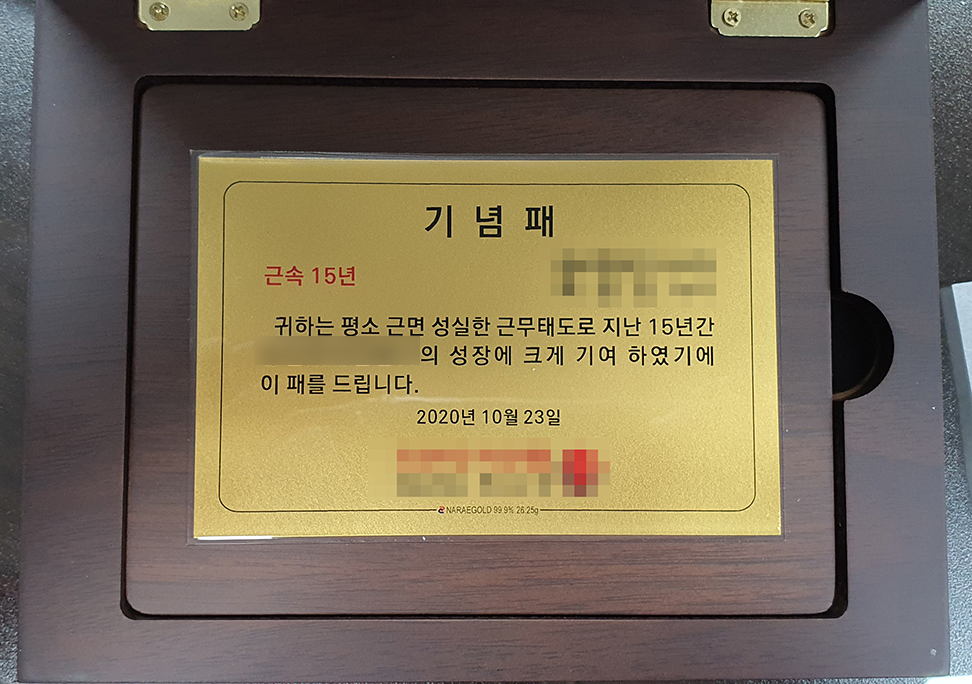 기념패
근속 15년
귀하는 평소 근면 성실한 근무태도로 지난 15년간
의 성장에 크게 기여 하였기에
이 패를 드립니다.
2020년 10월 23일
NARAEGOLD 99.9% 26.25g